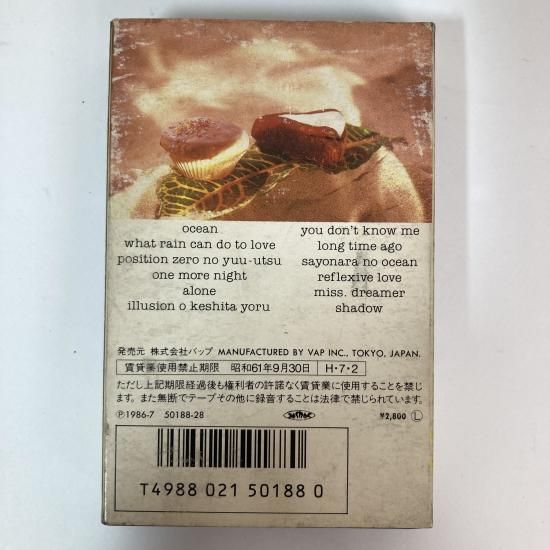 ocean
what rain can do to love
position zero no yuu-utsu
one more night
alone
illusion o keshita yoru
you don't know me
long time ago
sayonara no ocean
reflexive love
miss. dreamer
shadow
発売元 株式会社バップ MANUFACTURED BY VAP INC., TOKYO, JAPAN.
賃貸業使用禁止期限 昭和61年9月30日 H・7・2
ただし上記期限経過後も権利者の許諾なく賃貸業に使用することを禁じ
ます。また無断でテープその他に録音することは法律で禁じられています。
Ⓟ1986-7 50188-28
¥2,800 Ⓛ
T4988 021 50188 0